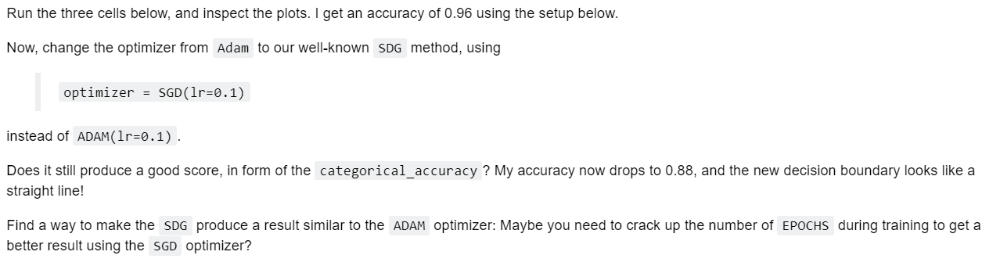 Run the three cells below, and inspect the plots. I get an accuracy of 0.96 using the setup below.
Now, change the optimizer from Adam to our well-known SDG method, using
optimizer = SGD(lr=0.1)
instead of ADAM(lr=0.1) .
Does it still produce a good score, in form of the categorical_accuracy ? My accuracy now drops to 0.88, and the new decision boundary looks like a
straight line!
Find a way to make the SDG produce a result similar to the ADAM optimizer: Maybe you need to crack up the number of EPOCHS during training to get a
better result using the SGD optimizer?